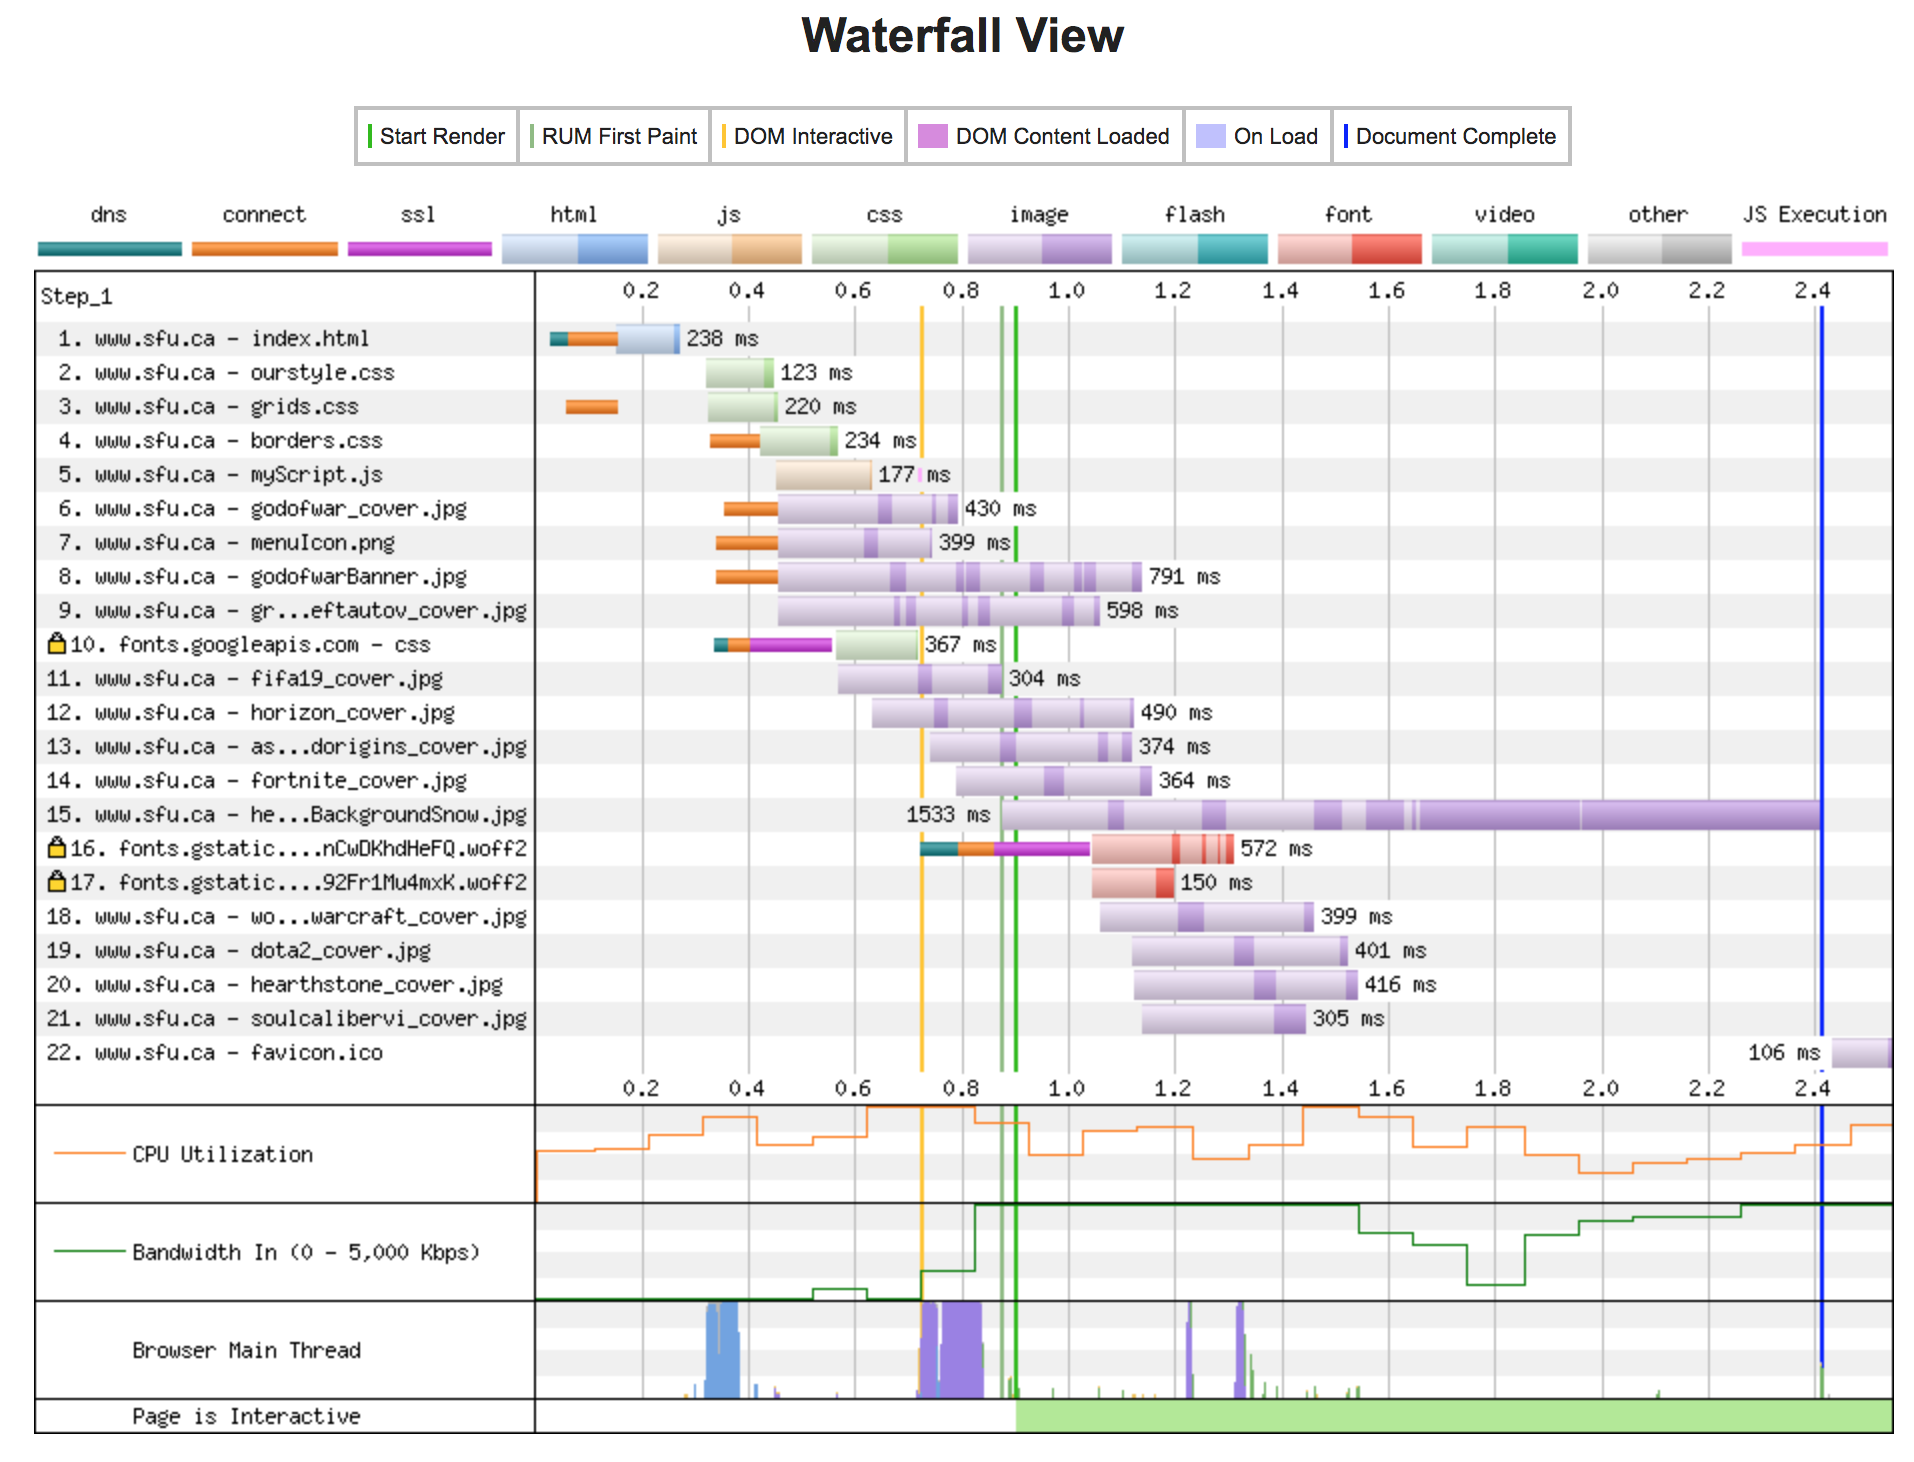 Waterfall View
Start Render RUM First Paint DOM Interactive DOM Content Loaded On Load Document Complete
dns connect ssl html js css image flash font video other JS Execution
Step_1 0.2 0.4 0.6 0.8 1.0 1.2 1.4 1.6 1.8 2.0 2.2 2.4
1. www.sfu.ca - index.html 238 ms
2. www.sfu.ca - ourstyle.css 123 ms
3. www.sfu.ca - grids.css 220 ms
4. www.sfu.ca - borders.css 234 ms
5. www.sfu.ca - myScript.js 177 ms
6. www.sfu.ca - godofwar_cover.jpg 430 ms
7. www.sfu.ca - menuIcon.png 399 ms
8. www.sfu.ca - godofwarBanner.jpg 791 ms
9. www.sfu.ca - gr...eftautov_cover.jpg 598 ms
10. fonts.googleapis.com - css 367 ms
11. www.sfu.ca - fifa19_cover.jpg 304 ms
12. www.sfu.ca - horizon_cover.jpg 490 ms
13. www.sfu.ca - as...dorigins_cover.jpg 374 ms
14. www.sfu.ca - fortnite_cover.jpg 364 ms
15. www.sfu.ca - he...BackgroundSnow.jpg 1533 ms
16. fonts.gstatic....nCwDKhdHeFQ.woff2 572 ms
17. fonts.gstatic....92Fr1Mu4mxK.woff2 150 ms
18. www.sfu.ca - wo...warcraft_cover.jpg 399 ms
19. www.sfu.ca - dota2_cover.jpg 401 ms
20. www.sfu.ca - hearthstone_cover.jpg 416 ms
21. www.sfu.ca - soulcalibervi_cover.jpg 305 ms
22. www.sfu.ca - favicon.ico 106 ms
0.2 0.4 0.6 0.8 1.0 1.2 1.4 1.6 1.8 2.0 2.2 2.4
CPU Utilization
Bandwidth In (0 - 5,000 Kbps)
Browser Main Thread
Page is Interactive